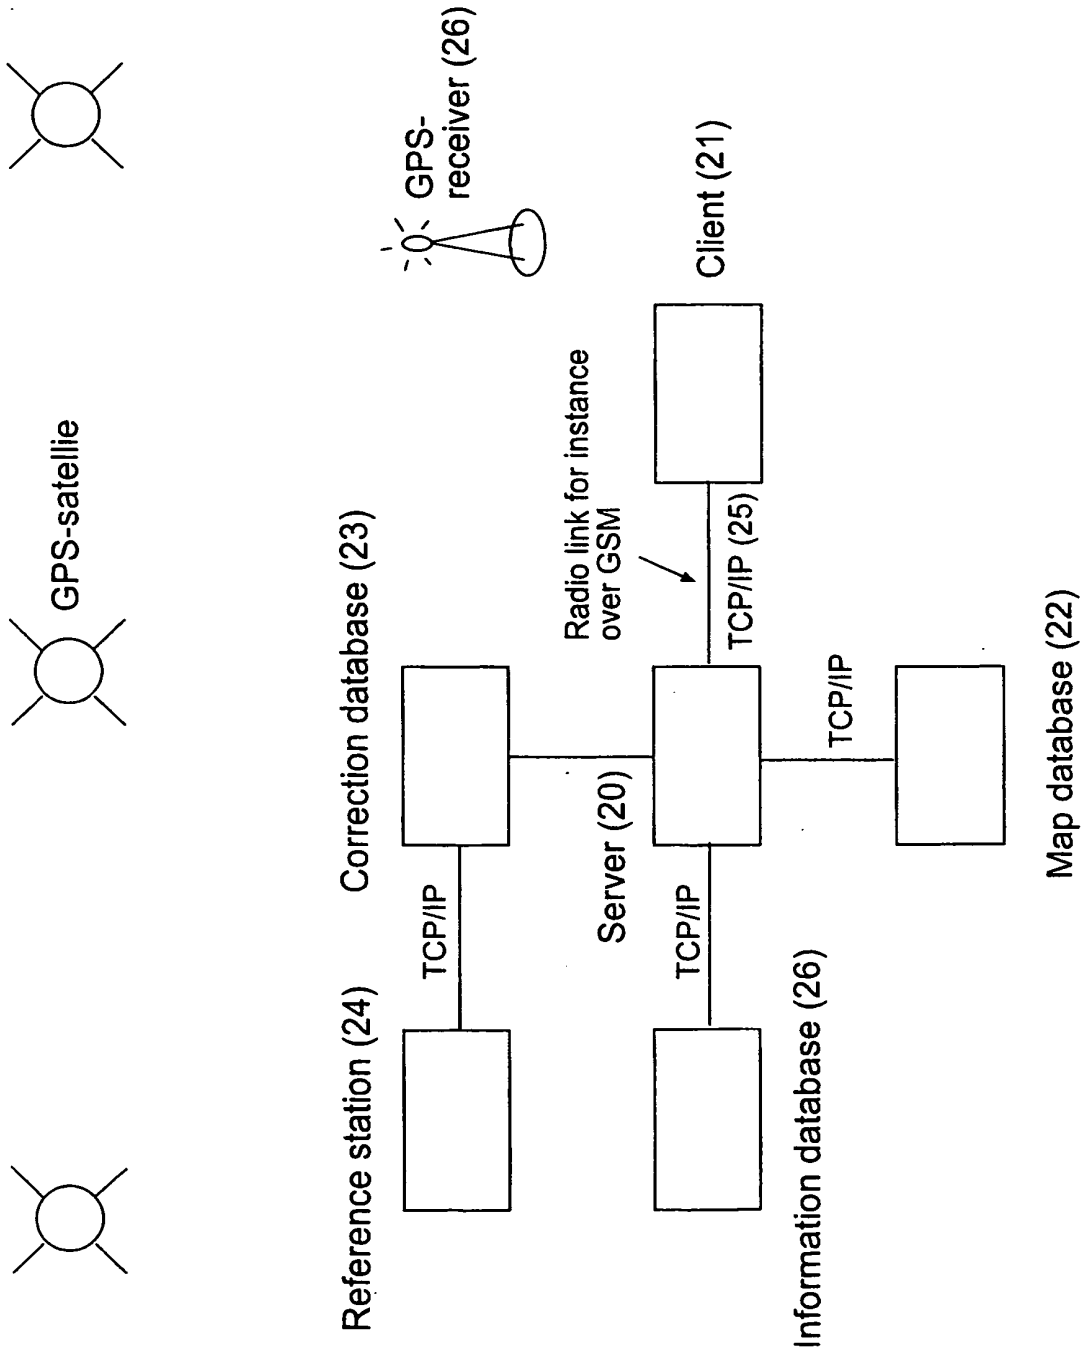 GPS-satellie
GPS-
receiver (26)
Reference station (24)
Correction database (23)
TCP/IP
Radio link for instance
over GSM
Server (20)
Client (21)
TCP/IP
TCP/IP (25)
Information database (26)
TCP/IP
Map database (22)